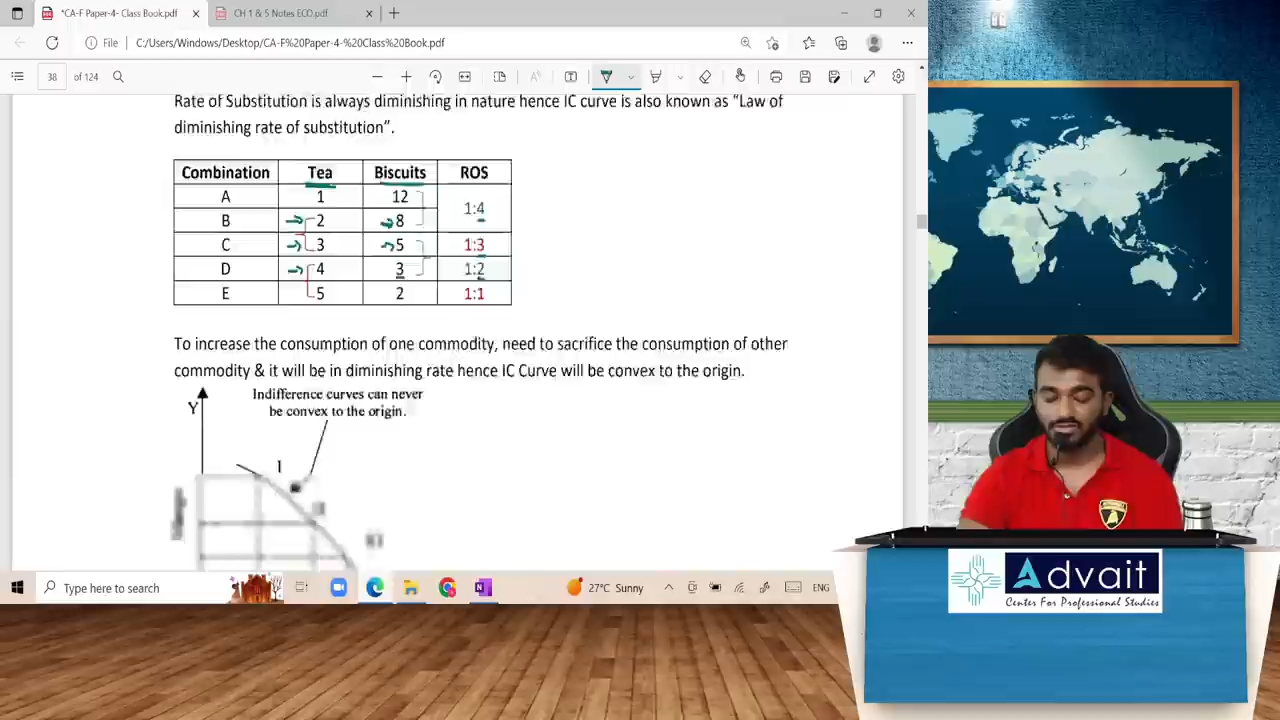 *CA-F Paper-4- Class Book.pdf
CH 1 & 5 Notes ECO.pdf
File
C:/Users/Windows/Desktop/CA-F%20Paper-4-%20Class%20Book.pdf
38 of 124
Rate of Substitution is always diminishing in nature hence IC curve is also known as “Law of
diminishing rate of substitution”.
Combination Tea Biscuits ROS
A 1 12
1:4
B 2 8
C 3 5 1:3
D 4 3 1:2
E 5 2 1:1
To increase the consumption of one commodity, need to sacrifice the consumption of other
commodity & it will be in diminishing rate hence IC Curve will be convex to the origin.
Y
Indifference curves can never
be convex to the origin.
I
Type here to search
27°C Sunny
ENG
Advait
Center For Professional Studies